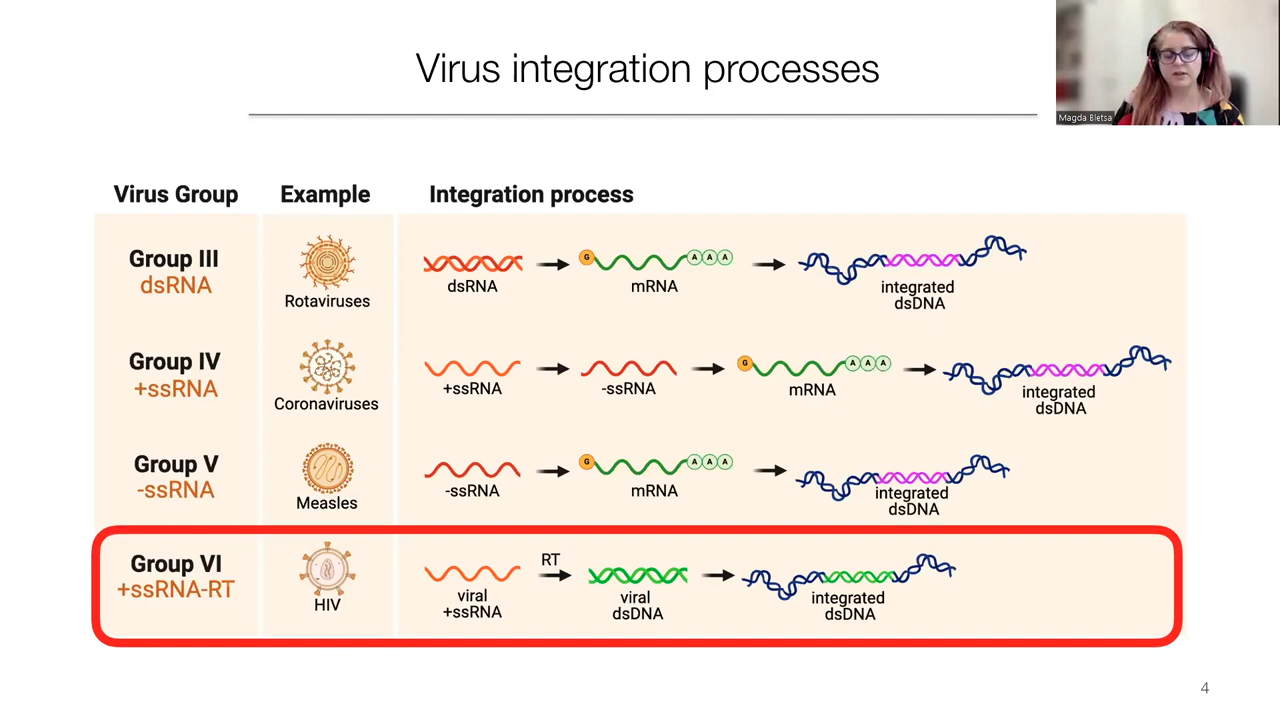 Virus integration processes
Magda Bletsa
Virus Group
Example
Integration process
Group III
dsRNA
Rotaviruses
dsRNA
G
A A A
mRNA
integrated
dsDNA
Group IV
+ssRNA
Coronaviruses
+ssRNA
-ssRNA
G
A A A
mRNA
integrated
dsDNA
Group V
-ssRNA
Measles
-ssRNA
G
A A A
mRNA
integrated
dsDNA
Group VI
+ssRNA-RT
HIV
viral
+ssRNA
RT
viral
dsDNA
integrated
dsDNA
4